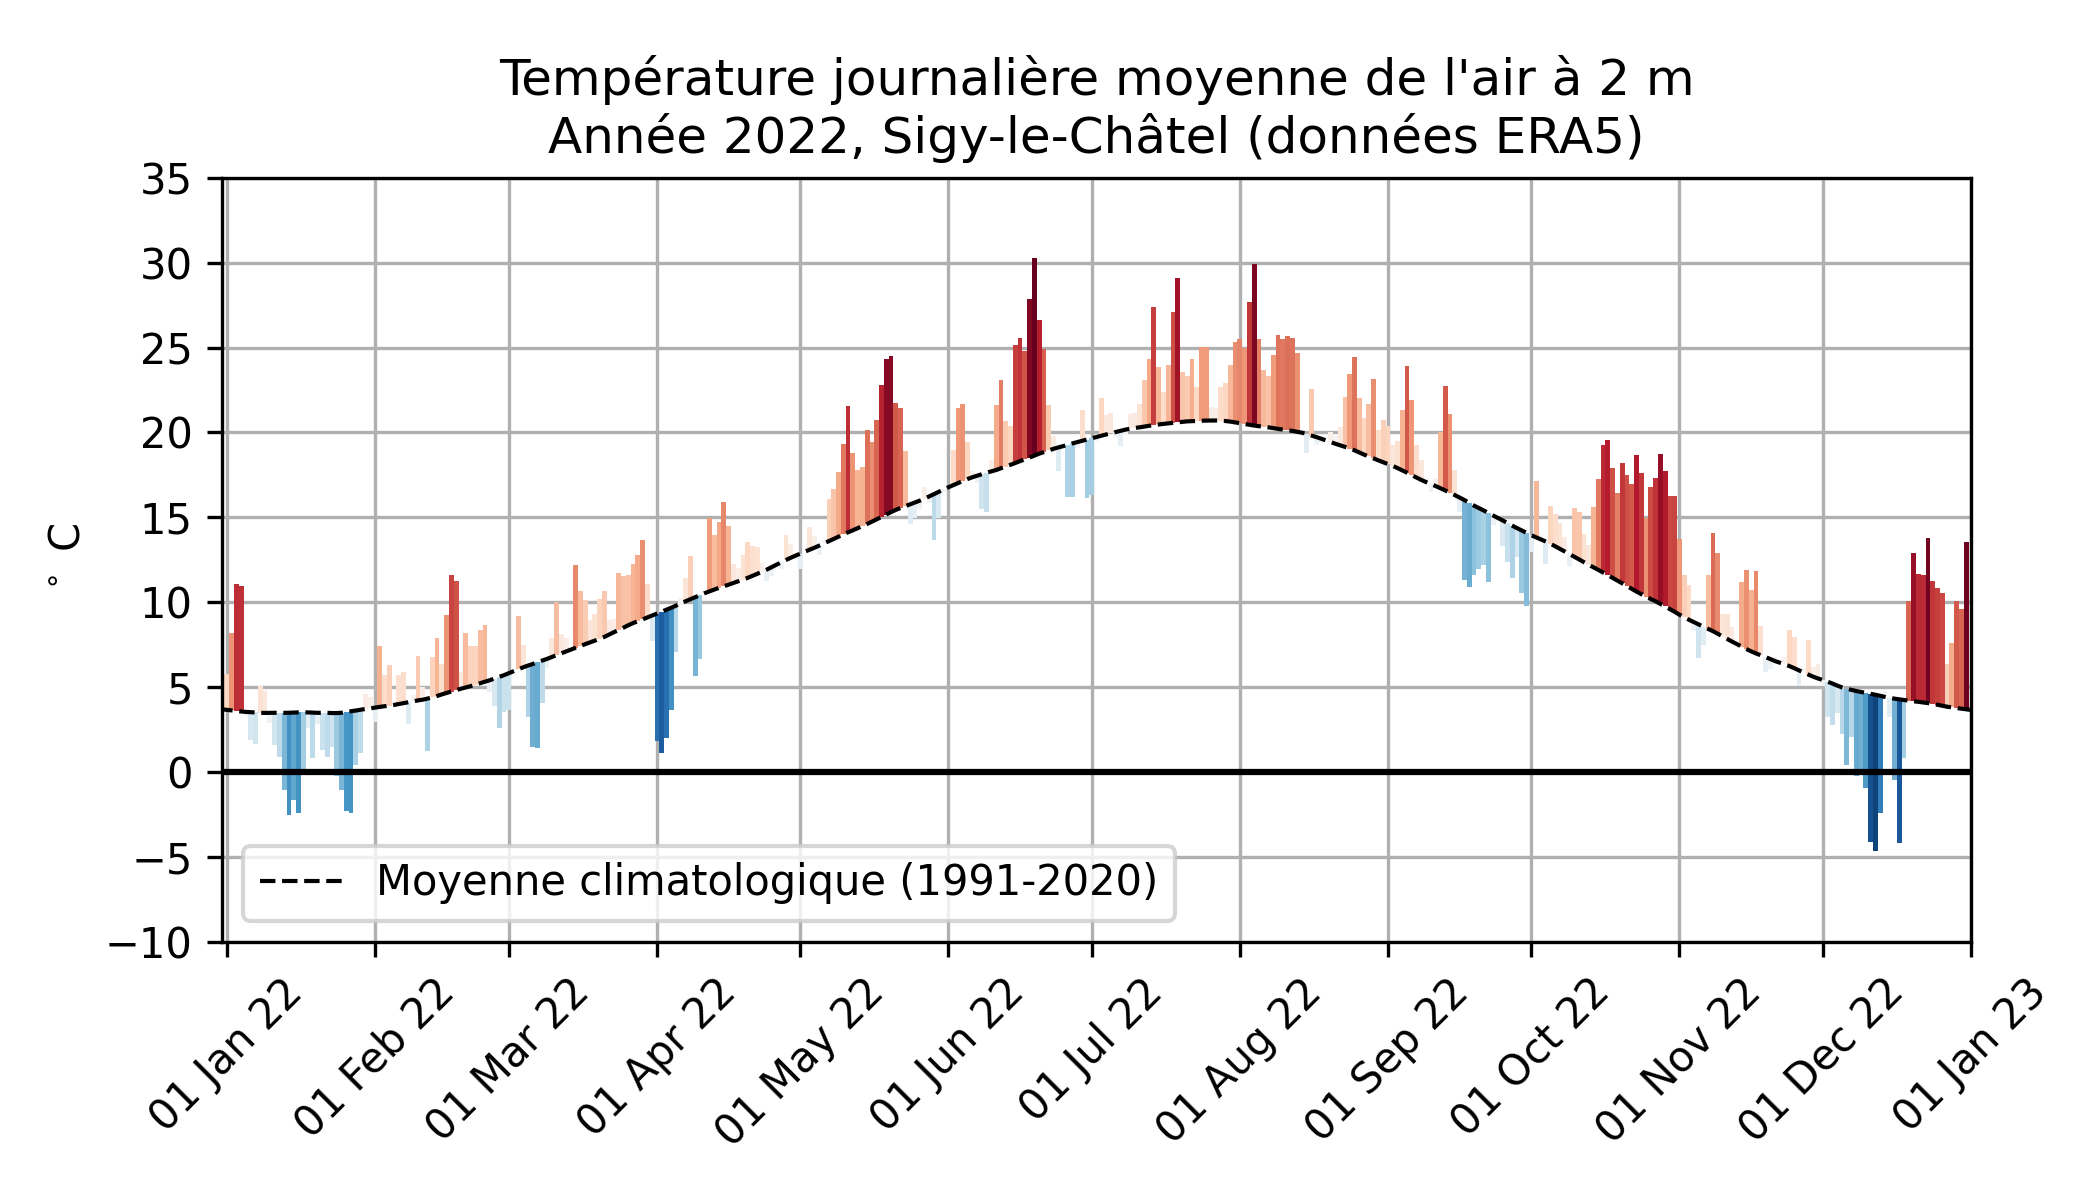 Température journalière moyenne de l'air à 2 m
Année 2022, Sigy-le-Châtel (données ERA5)
35
30
25
20
15
10
5
0
−5
−10
° C
Moyenne climatologique (1991-2020)
01 Jan 22
01 Feb 22
01 Mar 22
01 Apr 22
01 May 22
01 Jun 22
01 Jul 22
01 Aug 22
01 Sep 22
01 Oct 22
01 Nov 22
01 Dec 22
01 Jan 23